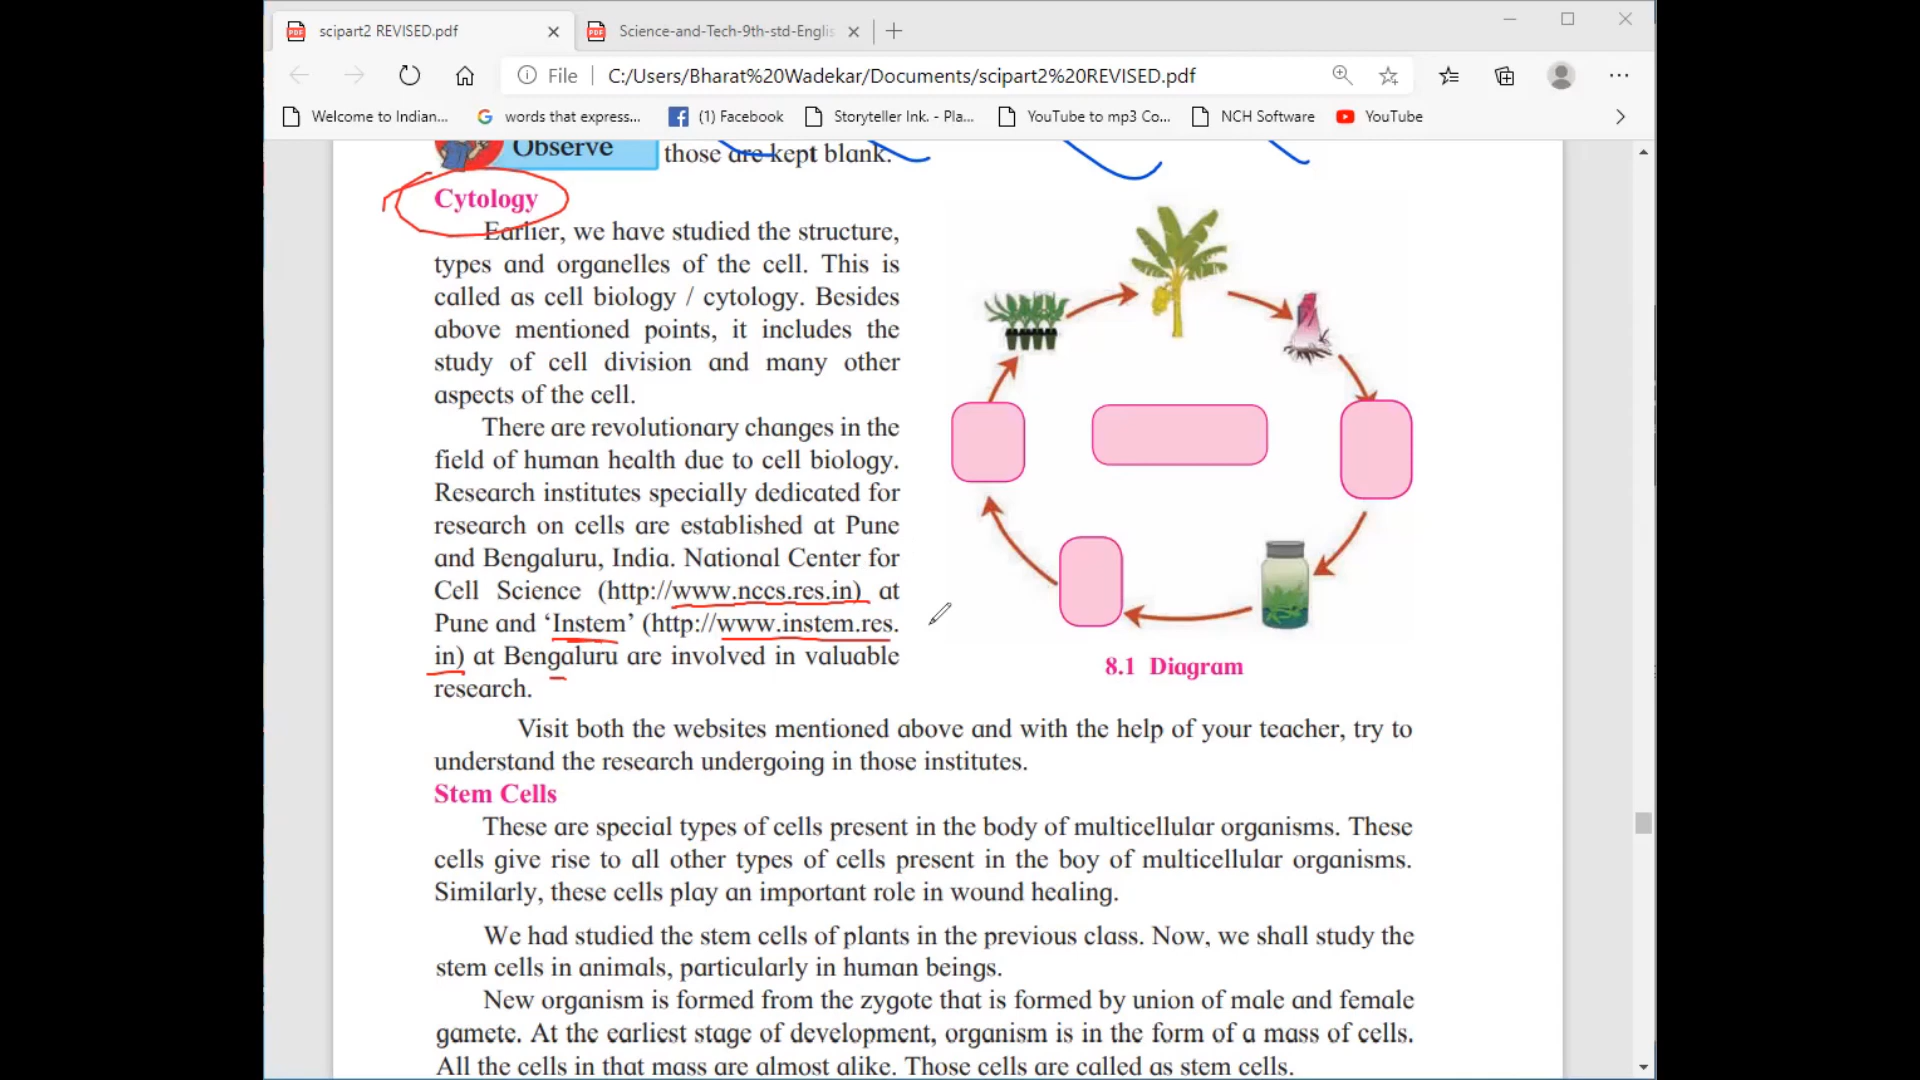 scipart2 REVISED.pdf
Science-and-Tech-9th-std-Englis
File
C:/Users/Bharat%20Wadekar/Documents/scipart2%20REVISED.pdf
Welcome to Indian...
words that express...
(1) Facebook
Storyteller Ink. - Pla...
YouTube to mp3 Co...
NCH Software
YouTube
Observe
those are kept blank.
Cytology
Earlier, we have studied the structure,
types and organelles of the cell. This is
called as cell biology / cytology. Besides
above mentioned points, it includes the
study of cell division and many other
aspects of the cell.
There are revolutionary changes in the
field of human health due to cell biology.
Research institutes specially dedicated for
research on cells are established at Pune
and Bengaluru, India. National Center for
Cell Science (http://www.nccs.res.in) at
Pune and ‘Instem’ (http://www.instem.res.
in) at Bengaluru are involved in valuable
research.
8.1 Diagram
Visit both the websites mentioned above and with the help of your teacher, try to
understand the research undergoing in those institutes.
Stem Cells
These are special types of cells present in the body of multicellular organisms. These
cells give rise to all other types of cells present in the boy of multicellular organisms.
Similarly, these cells play an important role in wound healing.
We had studied the stem cells of plants in the previous class. Now, we shall study the
stem cells in animals, particularly in human beings.
New organism is formed from the zygote that is formed by union of male and female
gamete. At the earliest stage of development, organism is in the form of a mass of cells.
All the cells in that mass are almost alike. Those cells are called as stem cells.